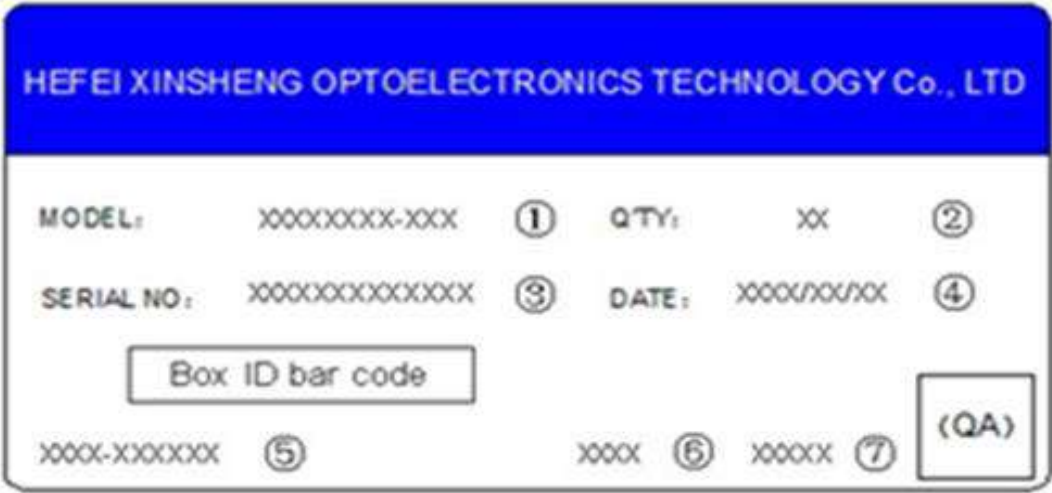 HEFEI XINSHENG OPTOELECTRONICS TECHNOLOGY Co., LTD
MODEL: XXXXXXXX-XXX ① Q'TY: XX ②
SERIAL NO: XXXXXXXXXXXXX ③ DATE: XXXX/XX/XX ④
Box ID bar code
(QA)
XXXX-XXXXXX ⑤ XXXX ⑥ XXXXX ⑦